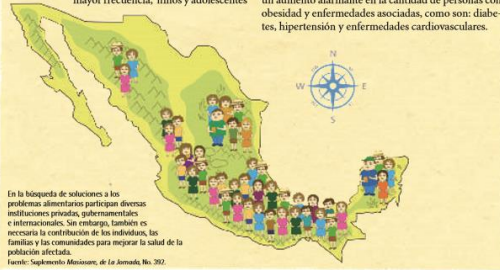 mayor frecuencia, niños y adolescentes
un aumento alarmante en la cantidad de personas con
obesidad y enfermedades asociadas, como son: diabe-
tes, hipertensión y enfermedades cardiovasculares.
N
W
E
S
En la búsqueda de soluciones a los
problemas alimentarios participan diversas
instituciones privadas, gubernamentales
e internacionales. Sin embargo, también es
necesaria la contribución de los individuos, las
familias y las comunidades para mejorar la salud de la
población afectada.
Fuente: Suplemento Masiosare, de La Jornada, No. 392.